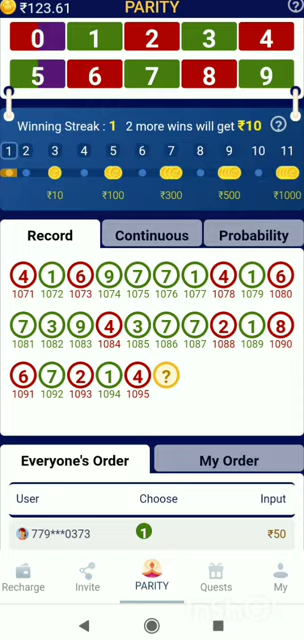 ₹123.61 PARITY ?
0 1 2 3 4
5 6 7 8 9
Winning Streak : 1 2 more wins will get ₹10 ?
1 2 3 4 5 6 7 8 9 10 11
₹10 ₹100 ₹300 ₹500 ₹1000
Record Continuous Probability
4 1 6 9 7 7 1 4 1 6
1071 1072 1073 1074 1075 1076 1077 1078 1079 1080
7 3 9 4 3 7 7 2 1 8
1081 1082 1083 1084 1085 1086 1087 1088 1089 1090
6 7 2 1 4 ?
1091 1092 1093 1094 1095
Everyone's Order My Order
User Choose Input
779***0373 1 ₹50
Recharge Invite PARITY Quests My